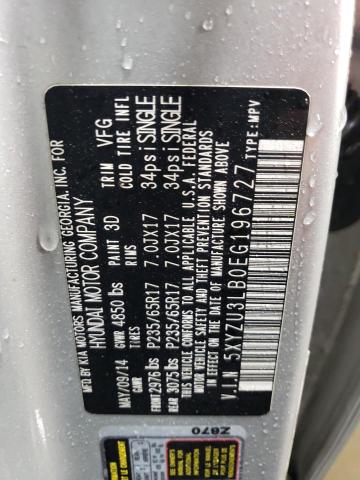 MFD BY KIA MOTORS MANUFACTURING GEORGIA, INC. FOR
HYUNDAI MOTOR COMPANY
MAY/09/14 GVWR 4850 lbs PAINT 3D TRIM VFG
GAWR TIRE RIMS COLD TIRE INFL
FRONT 2976 lbs P235/65R17 7.0JX17 34psi SINGLE
REAR 3075 lbs P235/65R17 7.0JX17 34psi SINGLE
THIS VEHICLE CONFORMS TO ALL APPLICABLE U.S.A. FEDERAL
MOTOR VEHICLE SAFETY AND THEFT PREVENTION STANDARDS
IN EFFECT ON THE DATE OF MANUFACTURE SHOWN ABOVE
V.I.N 5XYZU3LB0EG196727 TYPE:MPV
Z870